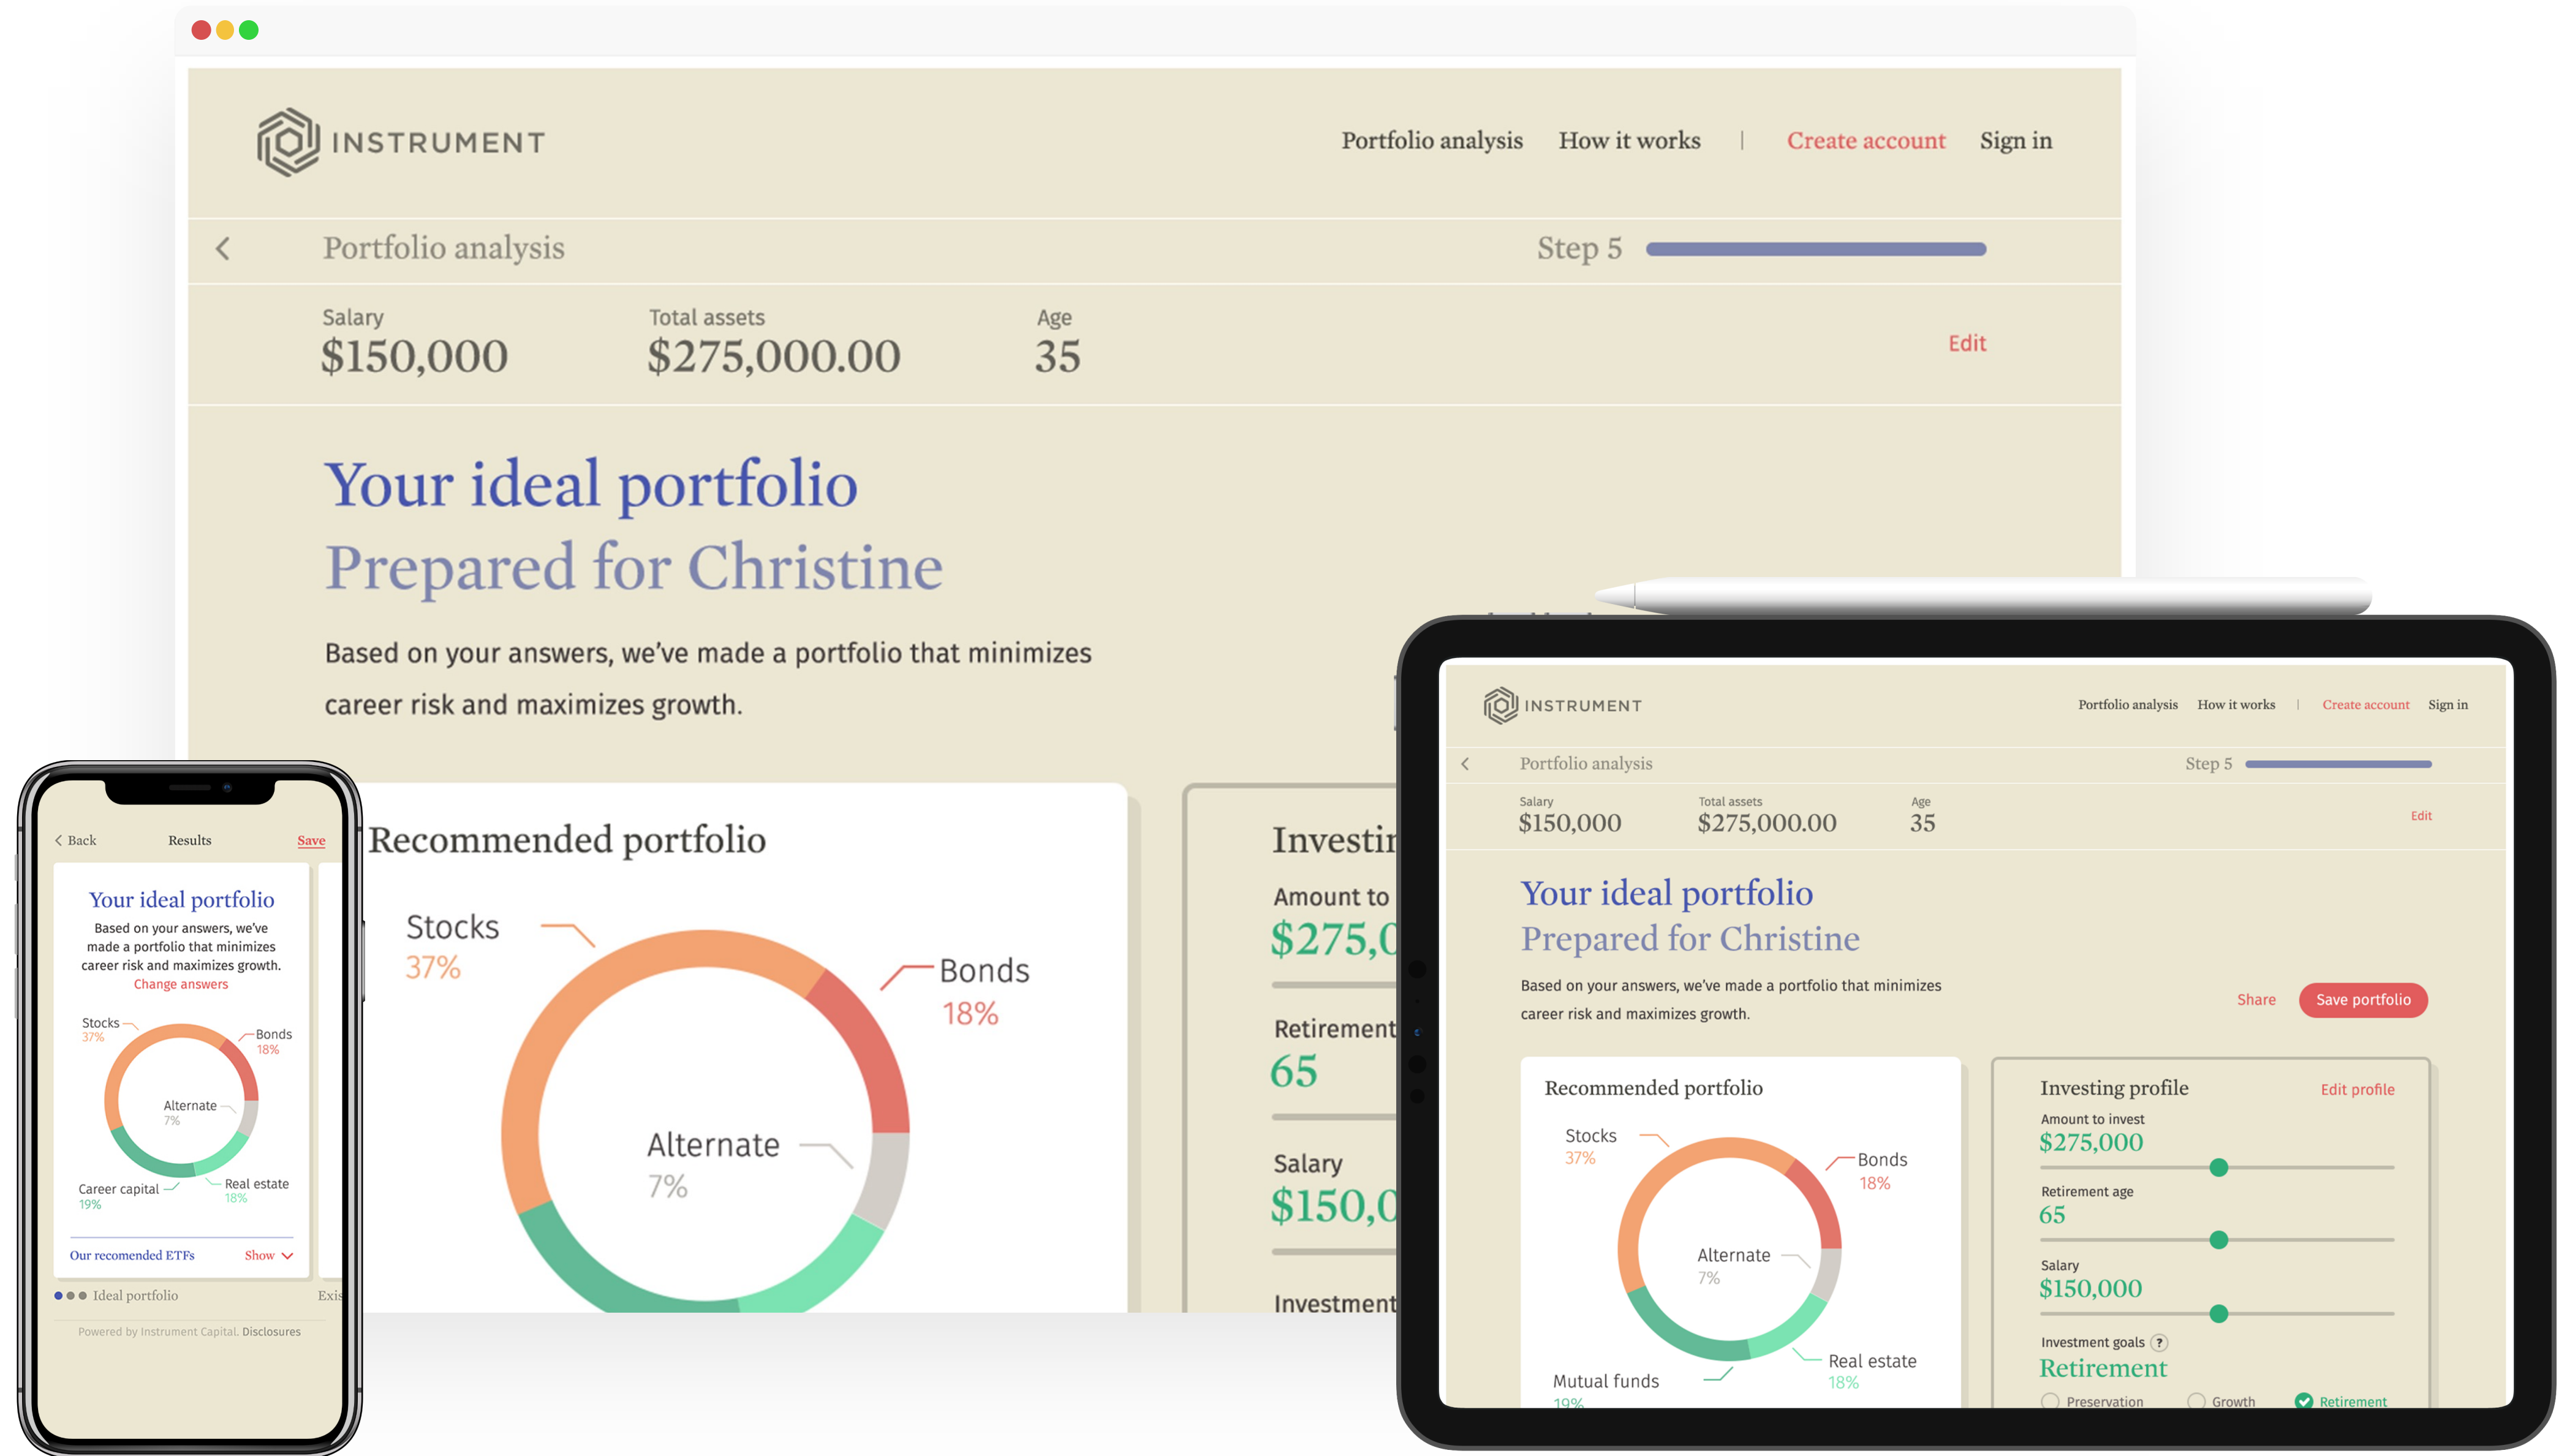 INSTRUMENT
Portfolio analysis How it works | Create account Sign in
Portfolio analysis
Step 5
Salary
$150,000
Total assets
$275,000.00
Age
35
Edit
Your ideal portfolio
Prepared for Christine
Based on your answers, we've made a portfolio that minimizes
career risk and maximizes growth.
Recommended portfolio
Stocks
37%
Bonds
18%
Alternate
7%
Amount to
65
Retirement
Salary
Investment
Back Results Save
Your ideal portfolio
Based on your answers, we've
made a portfolio that minimizes
career risk and maximizes growth.
Change answers
Stocks
37%
Bonds
18%
Alternate
7%
Career capital
19%
Real estate
18%
Our recomended ETFs Show
Ideal portfolio
Powered by Instrument Capital. Disclosures
INSTRUMENT
Portfolio analysis How it works | Create account Sign in
Portfolio analysis
Step 5
Salary
$150,000
Total assets
$275,000.00
Age
35
Edit
Your ideal portfolio
Prepared for Christine
Based on your answers, we've made a portfolio that minimizes
career risk and maximizes growth.
Share Save portfolio
Recommended portfolio
Stocks
37%
Bonds
18%
Alternate
7%
Mutual funds
19%
Real estate
18%
Investing profile Edit profile
Amount to invest
$275,000
Retirement age
65
Salary
$150,000
Investment goals ?
Retirement
Preservation Growth Retirement